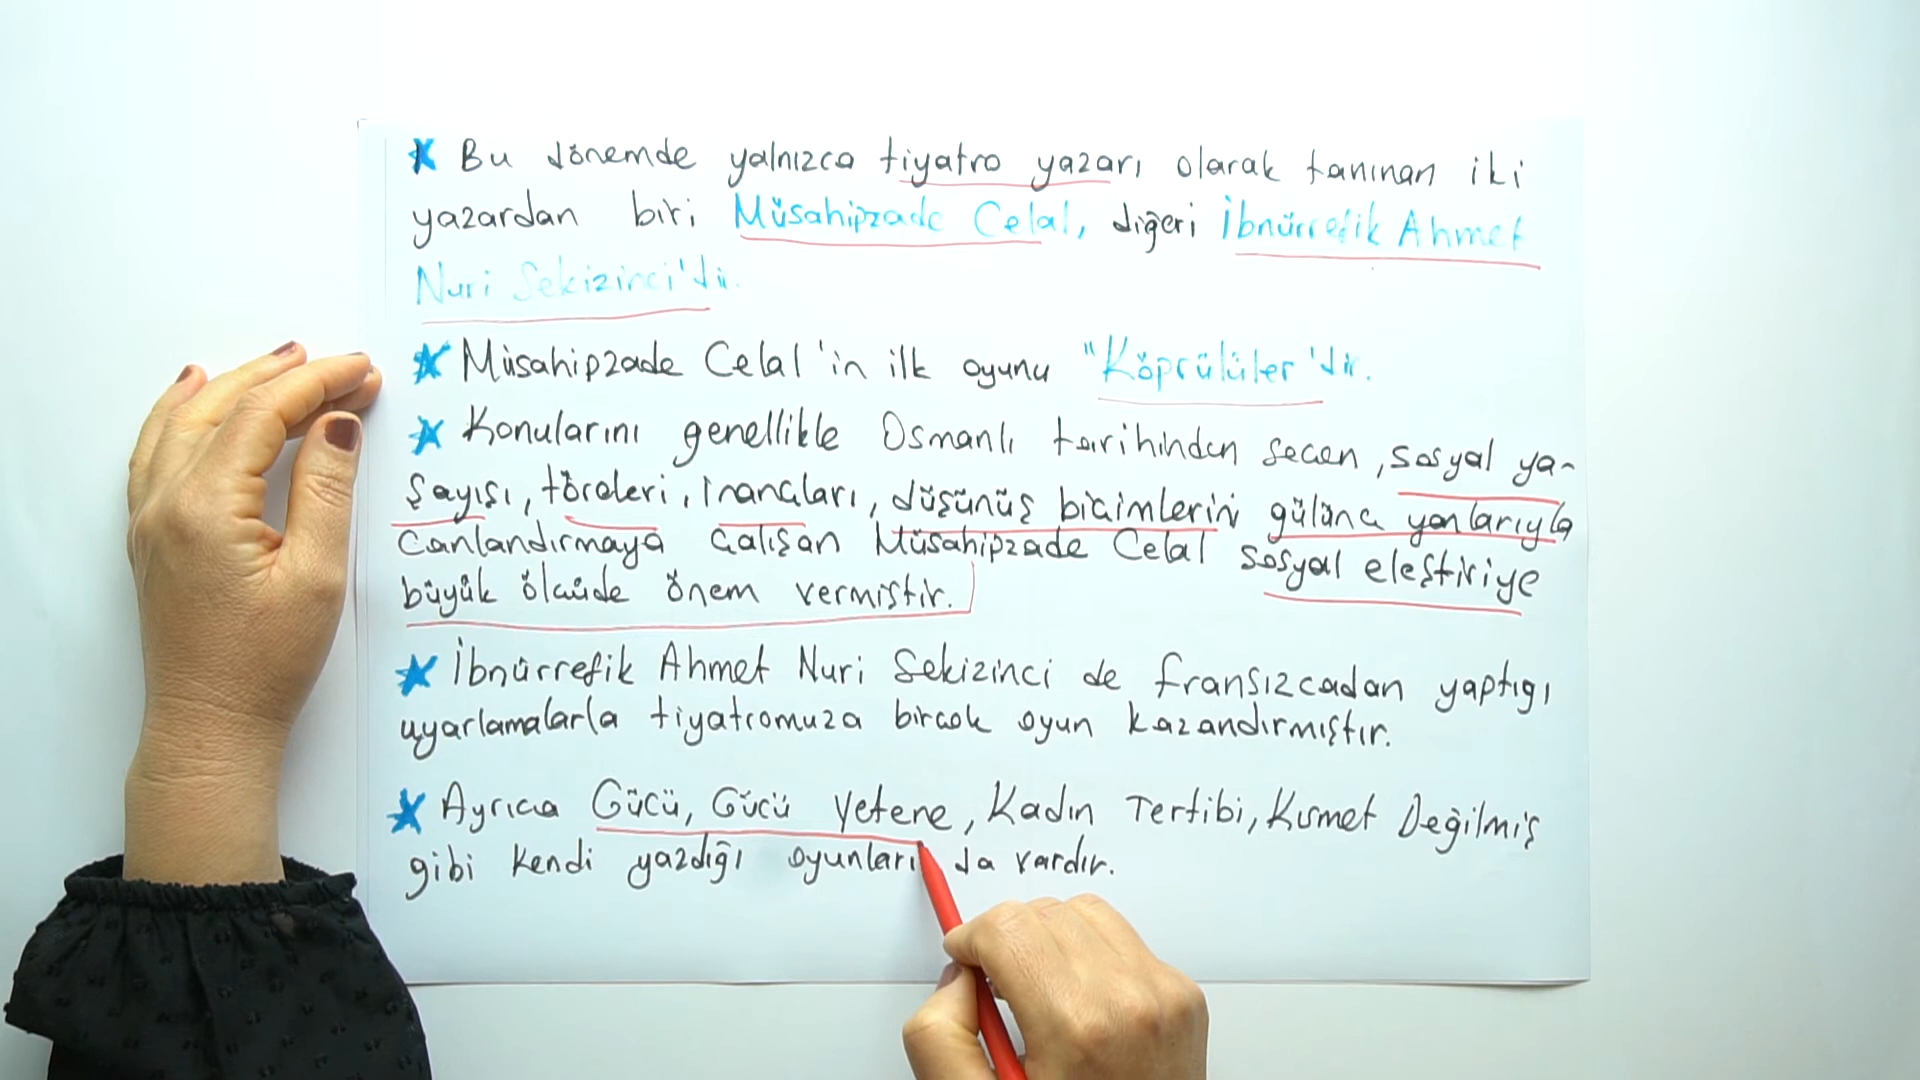 Bu dönemde yalnızca tiyatro yazarı olarak tanınan iki
yazardan biri Müsahipzade Celal, diğeri İbnürrefik Ahmet
Nuri Sekizinci'dir.
Müsahipzade Celal'in ilk oyunu "Köprülüler'dir.
Konularını genellikle Osmanlı tarihinden seçen, sosyal ya-
şayışı, töreleri, inançları, düşünüş biçimlerini gülünç yanlarıyla
Canlandırmaya çalışan Müsahipzade Celal sosyal eleştiriye
büyük ölçüde önem vermiştir.
İbnürrefik Ahmet Nuri Sekizinci de fransızcadan yaptıgı
uyarlamalarla tiyatromuza birçok oyun kazandırmıştır.
Ayrıca Gücü, Gücü Yetene, Kadın Tertibi, Kısmet Değilmiş
gibi kendi yazdığı oyunları da vardır.